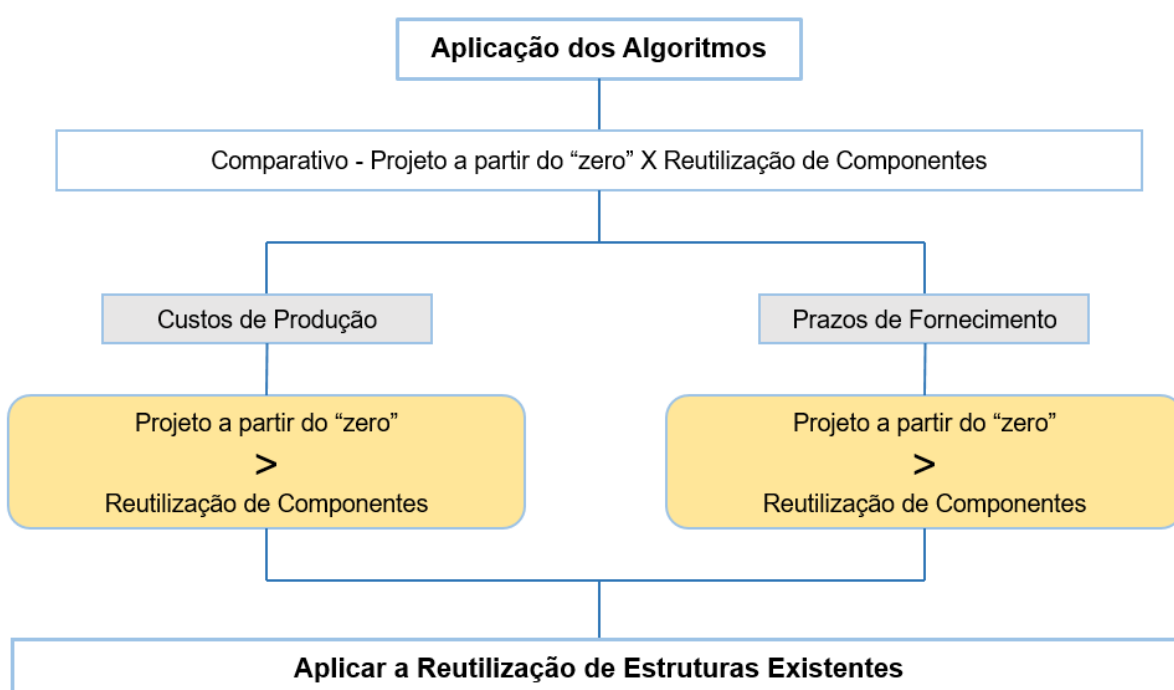 Aplicação dos Algoritmos
Comparativo - Projeto a partir do “zero” X Reutilização de Componentes
Custos de Produção
Prazos de Fornecimento
Projeto a partir do “zero”
>
Reutilização de Componentes
Projeto a partir do “zero”
>
Reutilização de Componentes
Aplicar a Reutilização de Estruturas Existentes